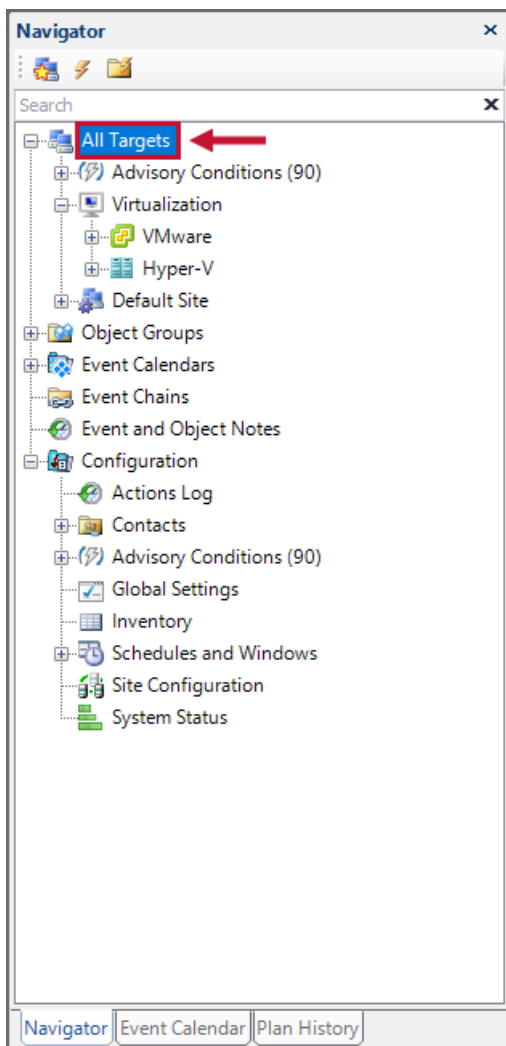 Navigator
Search
All Targets
Advisory Conditions (90)
Virtualization
VMware
Hyper-V
Default Site
Object Groups
Event Calendars
Event Chains
Event and Object Notes
Configuration
Actions Log
Contacts
Advisory Conditions (90)
Global Settings
Inventory
Schedules and Windows
Site Configuration
System Status
Navigator Event Calendar Plan History